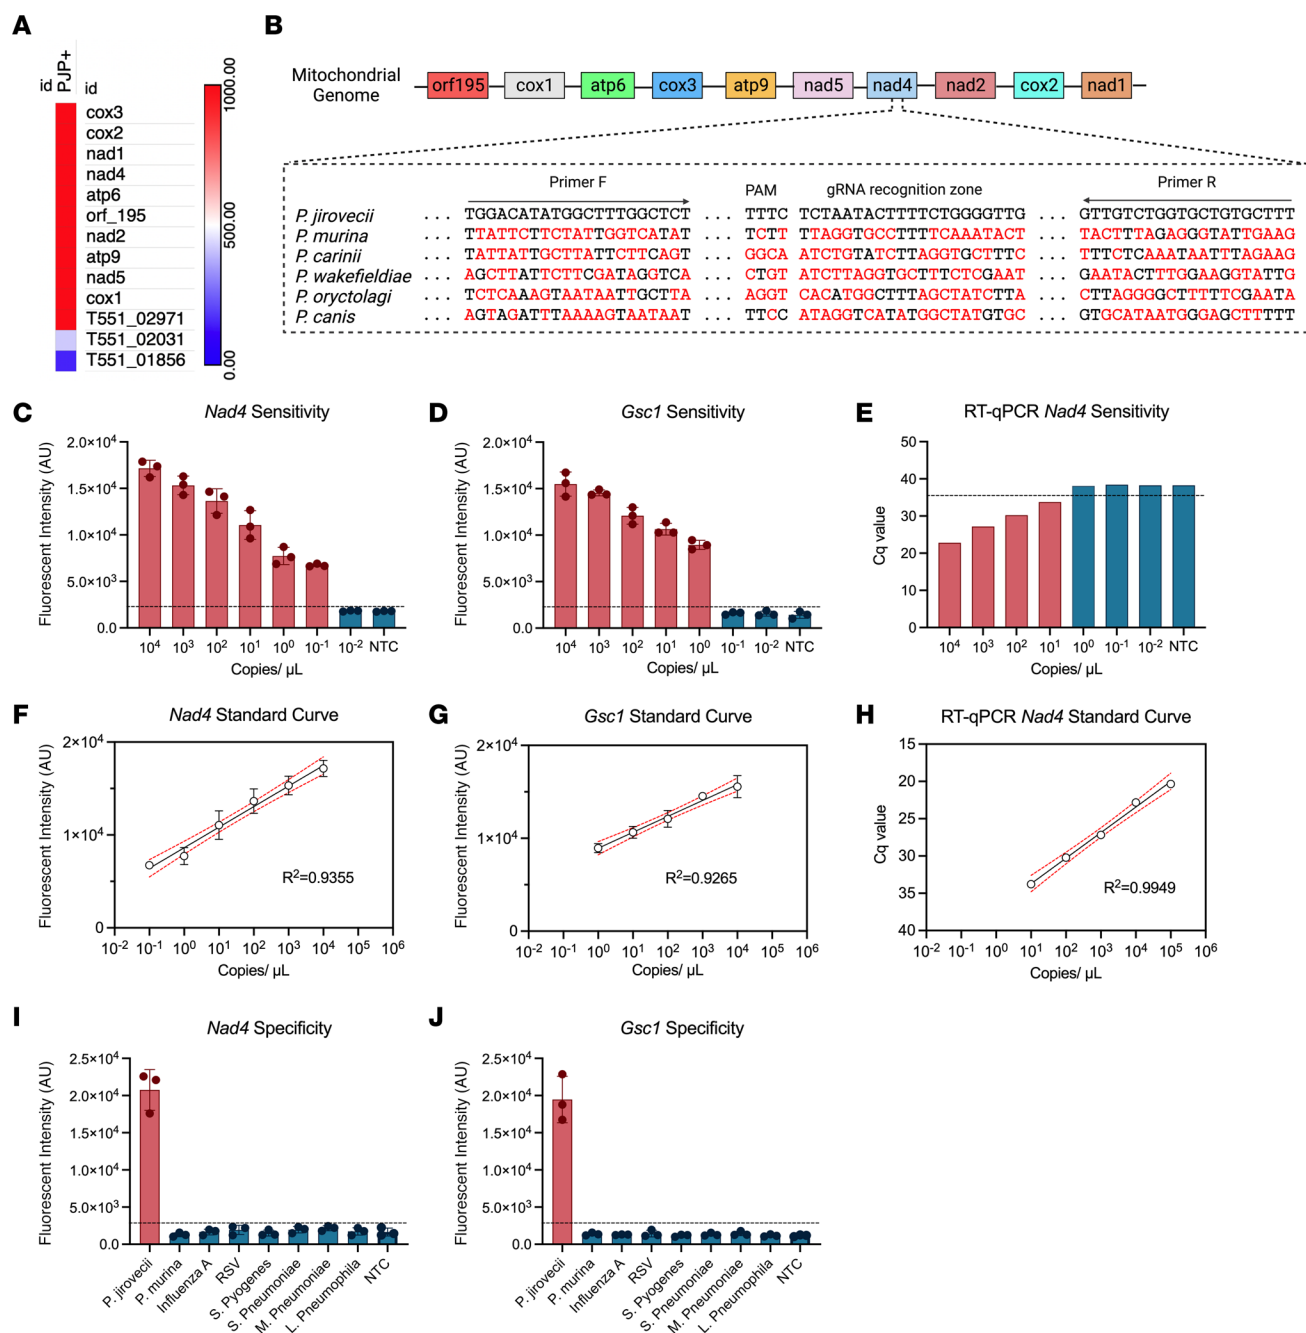 A
id
PJP+
id
cox3
cox2
nad1
nad4
atp6
orf_195
nad2
atp9
nad5
cox1
T551_02971
T551_02031
T551_01856
1000.00
500.00
0.00
B
Mitochondrial
Genome
orf195 cox1 atp6 cox3 atp9 nad5 nad4 nad2 cox2 nad1
Primer F PAM gRNA recognition zone Primer R
P. jirovecii ... TGGACATATGGCTTTGGCTCT ... TTTC TCTAATACTTTTCTGGGGTTG ... GTTGTCTGGTGCTGTGCTTT
P. murina ... TTATTCTTCTATTGGTCATAT ... TCTT TTAGGTGCCTTTTCAAATACT ... TACTTTAGAGGGTATTGAAG
P. carinii ... TATTATTGCTTATTCTTCAGT ... GGCA ATCTGTATCTTAGGTGCTTTC ... TTTCTCAAATAATTTAGAAG
P. wakefieldiae ... AGCTTATTCTTCGATAGGTCA ... CTGT ATCTTAGGTGCTTTCTCGAAT ... GAATACTTTGGAAGGTATTG
P. oryctolagi ... TCTCAAAGTAATAATTGCTTA ... AGGT CACATGGCTTTAGCTATCTTA ... CTTAGGGGCTTTTTCGAATA
P. canis ... AGTAGATTTAAAAGTAATAAT ... TTCC ATAGGTCATATGGCTATGTGC ... GTGCATAATGGGAGCTTTTT
C
Nad4 Sensitivity
Fluorescent Intensity (AU)
2.0×10⁴
1.5×10⁴
1.0×10⁴
5.0×10³
0.0
10⁴ 10³ 10² 10¹ 10⁰ 10⁻¹ 10⁻² NTC
Copies/ μL
D
Gsc1 Sensitivity
Fluorescent Intensity (AU)
2.0×10⁴
1.5×10⁴
1.0×10⁴
5.0×10³
0.0
10⁴ 10³ 10² 10¹ 10⁰ 10⁻¹ 10⁻² NTC
Copies/ μL
E
RT-qPCR Nad4 Sensitivity
Cq value
50
40
30
20
10
0
10⁴ 10³ 10² 10¹ 10⁰ 10⁻¹ 10⁻² NTC
Copies/ μL
F
Nad4 Standard Curve
Fluorescent Intensity (AU)
2×10⁴
1×10⁴
0
R²=0.9355
10⁻² 10⁻¹ 10⁰ 10¹ 10² 10³ 10⁴ 10⁵ 10⁶
Copies/ μL
G
Gsc1 Standard Curve
Fluorescent Intensity (AU)
2×10⁴
1×10⁴
0
R²=0.9265
10⁻² 10⁻¹ 10⁰ 10¹ 10² 10³ 10⁴ 10⁵ 10⁶
Copies/ μL
H
RT-qPCR Nad4 Standard Curve
Cq value
15
20
25
30
35
40
R²=0.9949
10⁻² 10⁻¹ 10⁰ 10¹ 10² 10³ 10⁴ 10⁵ 10⁶
Copies/ μL
I
Nad4 Specificity
Fluorescent Intensity (AU)
2.5×10⁴
2.0×10⁴
1.5×10⁴
1.0×10⁴
5.0×10³
0.0
P. jirovecii
P. murina
Influenza A
RSV
S. Pyogenes
S. Pneumoniae
M. Pneumoniae
L. Pneumophila
NTC
J
Gsc1 Specificity
Fluorescent Intensity (AU)
2.5×10⁴
2.0×10⁴
1.5×10⁴
1.0×10⁴
5.0×10³
0.0
P. jirovecii
P. murina
Influenza A
RSV
S. Pyogenes
S. Pneumoniae
M. Pneumoniae
L. Pneumophila
NTC